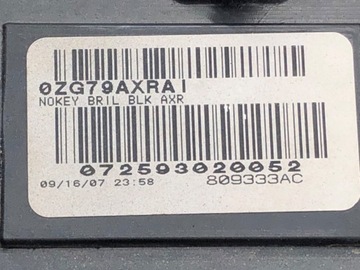 0ZG79AXRAI
NOKEY BRIL BLK AXR
072593020052
09/16/07 23:58 809333AC